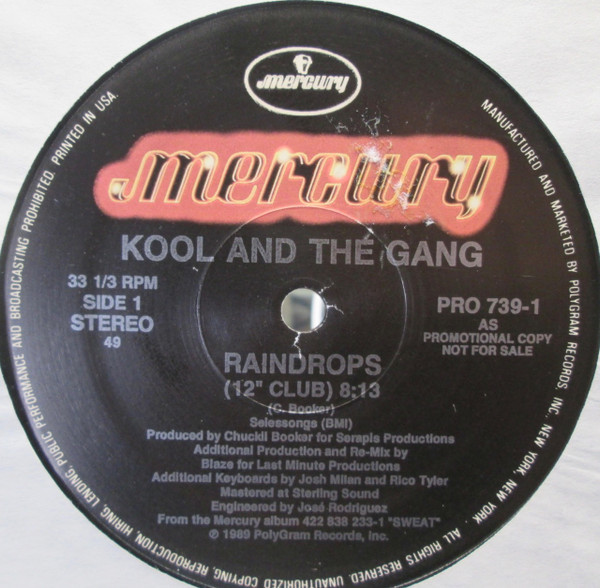 mercury
mercury
KOOL AND THE GANG
33 1/3 RPM
SIDE 1
STEREO
49
PRO 739-1
AS
PROMOTIONAL COPY
NOT FOR SALE
RAINDROPS
(12" CLUB) 8:13
(C. Booker)
Selessongs (BMI)
Produced by Chuckii Booker for Serapis Productions
Additional Production and Re-Mix by
Blaze for Last Minute Productions
Additional Keyboards by Josh Milan and Rico Tyler
Mastered at Sterling Sound
Engineered by José Rodriguez
From the Mercury album 422 838 233-1 "SWEAT"
℗ 1989 PolyGram Records, Inc.
MANUFACTURED AND MARKETED BY POLYGRAM RECORDS, INC. NEW YORK, NEW YORK. ALL RIGHTS RESERVED. UNAUTHORIZED COPYING, REPRODUCTION, HIRING, LENDING, PUBLIC PERFORMANCE AND BROADCASTING PROHIBITED. PRINTED IN USA.